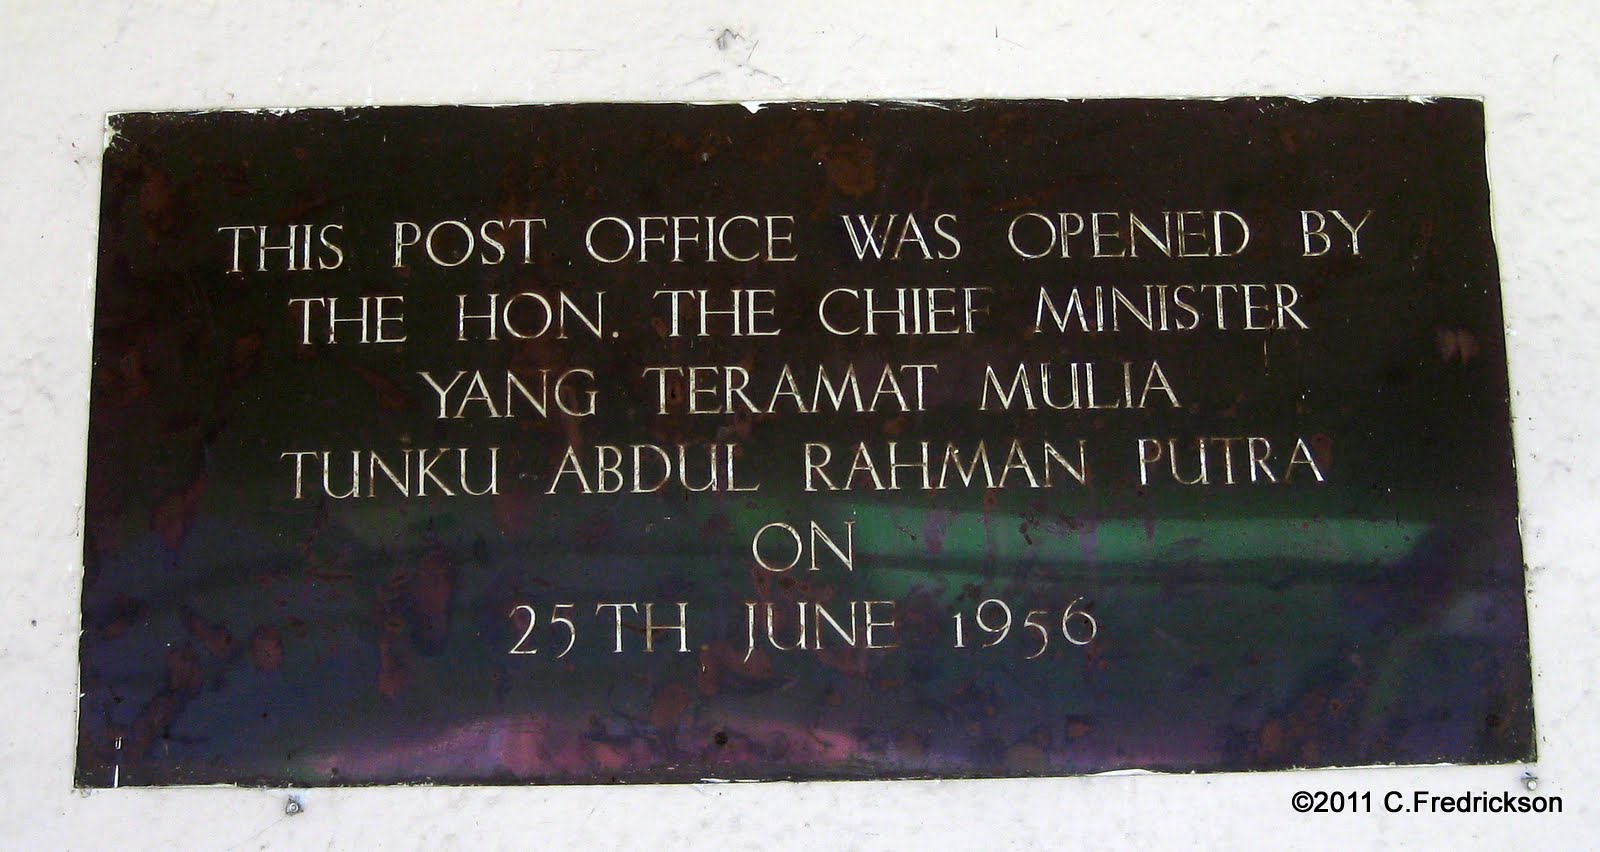 THIS POST OFFICE WAS OPENED BY
THE HON. THE CHIEF MINISTER
YANG TERAMAT MULIA
TUNKU ABDUL RAHMAN PUTRA
ON
25TH JUNE 1956
©2011 C.Fredrickson